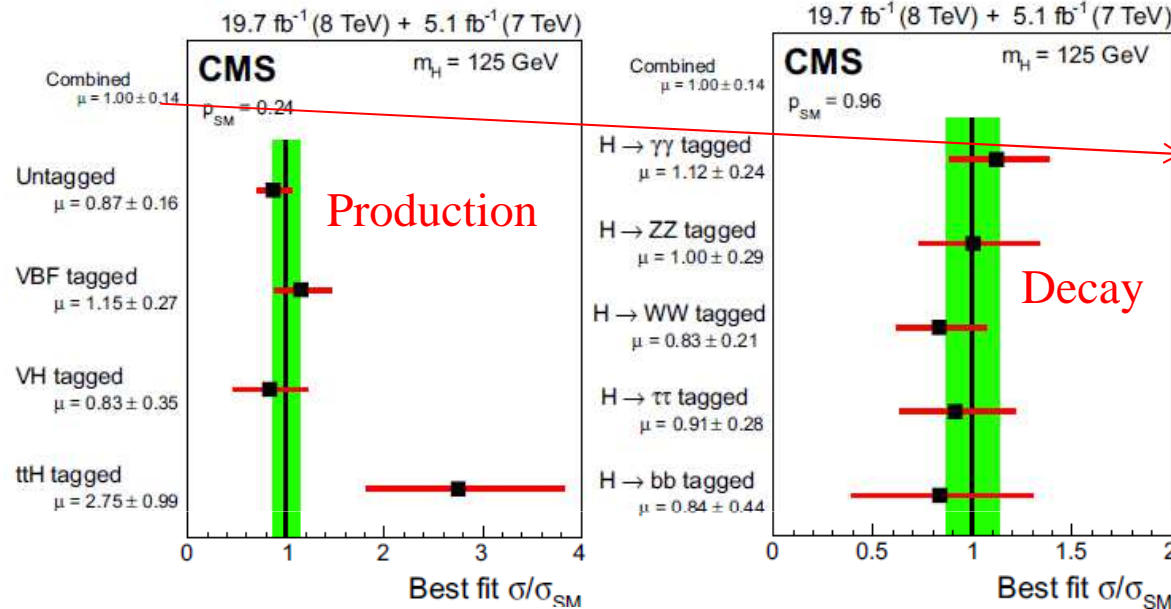 19.7 fb⁻¹ (8 TeV) + 5.1 fb⁻¹ (7 TeV)
CMS
m_H = 125 GeV
Combined
μ = 1.00 ± 0.14
p_SM = 0.24
Untagged
μ = 0.87 ± 0.16
Production
VBF tagged
μ = 1.15 ± 0.27
VH tagged
μ = 0.83 ± 0.35
ttH tagged
μ = 2.75 ± 0.99
0 1 2 3 4
Best fit σ/σ_SM
19.7 fb⁻¹ (8 TeV) + 5.1 fb⁻¹ (7 TeV)
CMS
m_H = 125 GeV
Combined
μ = 1.00 ± 0.14
p_SM = 0.96
H → γγ tagged
μ = 1.12 ± 0.24
H → ZZ tagged
μ = 1.00 ± 0.29
Decay
H → WW tagged
μ = 0.83 ± 0.21
H → ττ tagged
μ = 0.91 ± 0.28
H → bb tagged
μ = 0.84 ± 0.44
0 0.5 1 1.5 2
Best fit σ/σ_SM